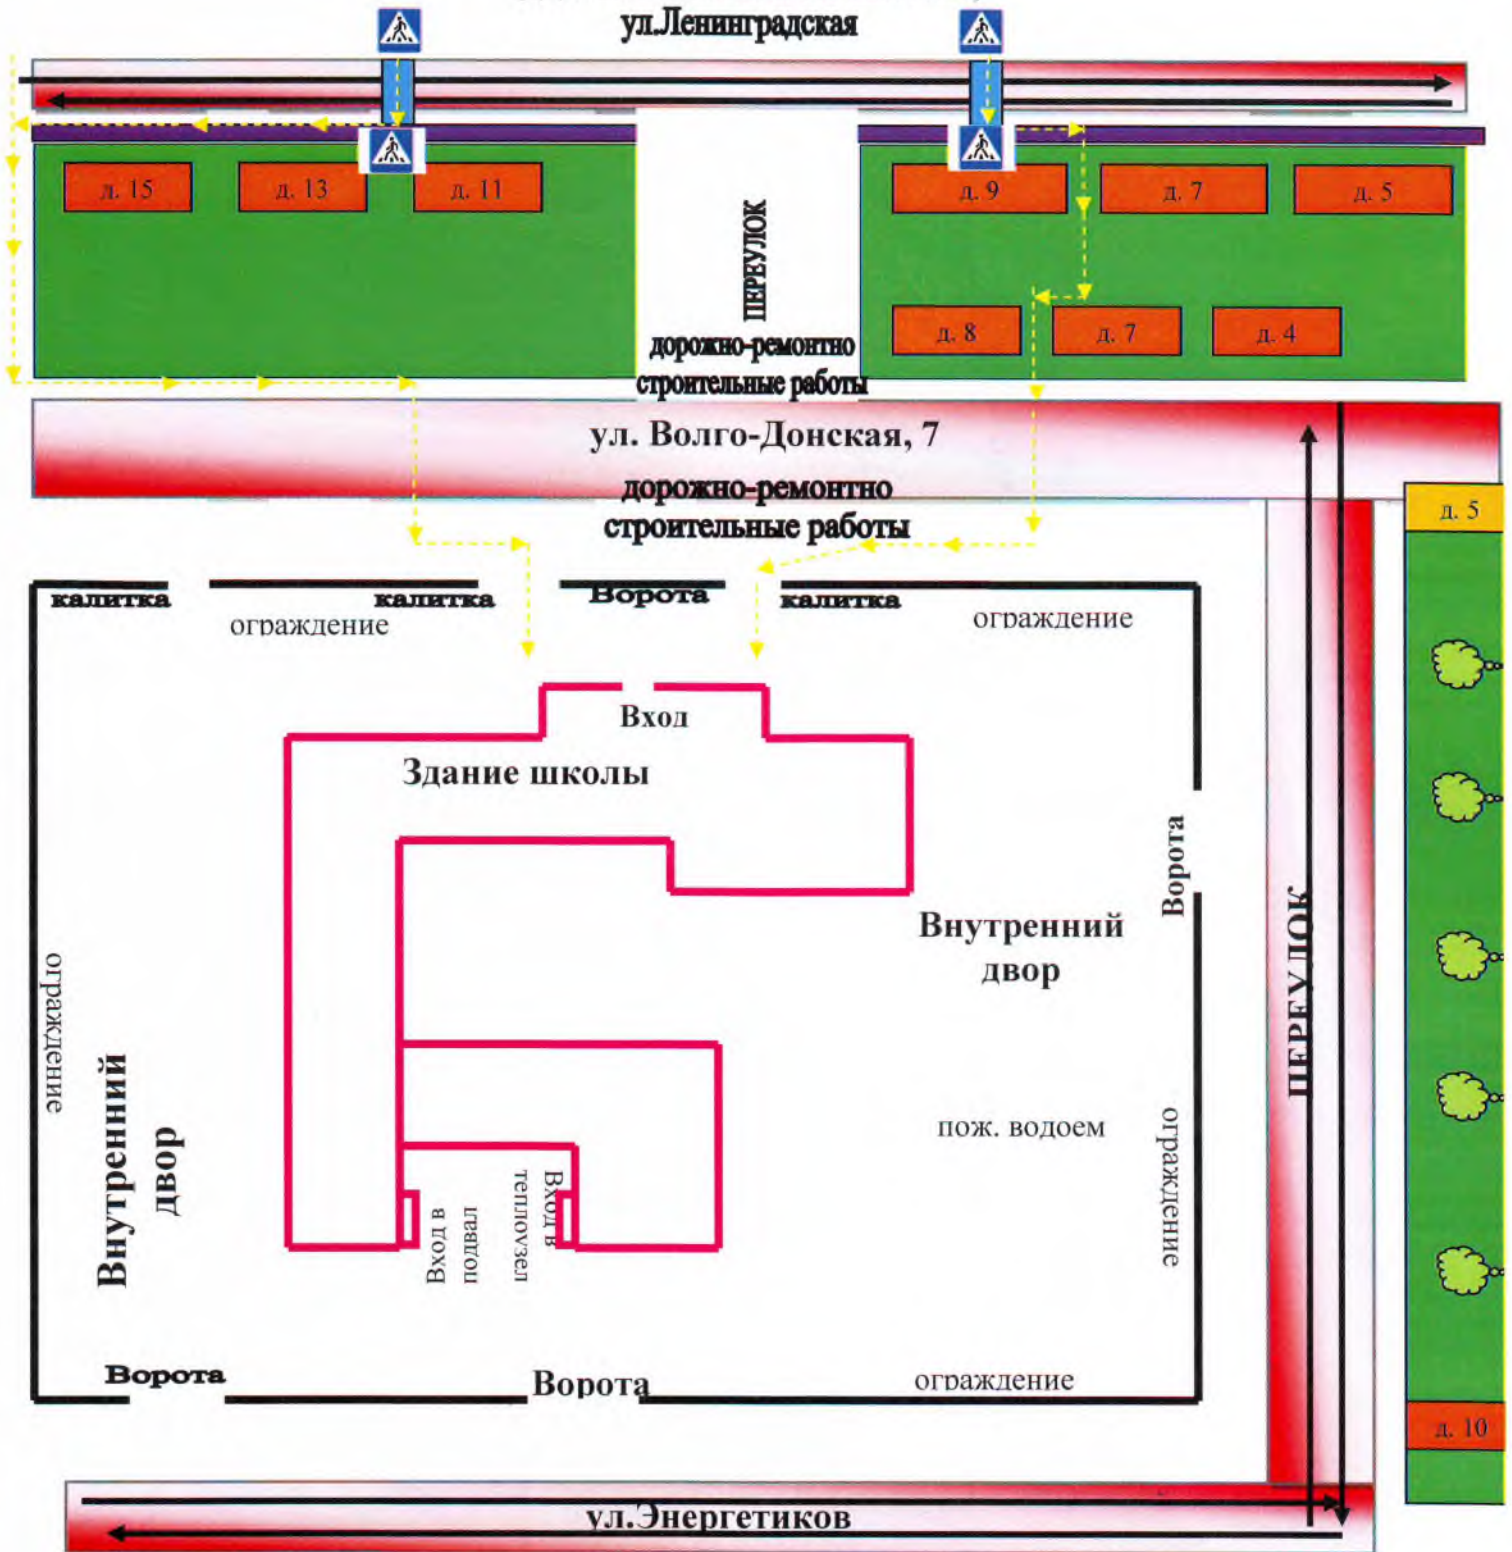 ул.Ленинградская
д. 15
д. 13
д. 11
д. 9
д. 7
д. 5
ПЕРЕУЛОК
д. 8
д. 7
д. 4
дорожно-ремонтно
строительные работы
ул. Волго-Донская, 7
дорожно-ремонтно
строительные работы
д. 5
калитка
калитка
Ворота
калитка
ограждение
ограждение
Вход
Здание школы
Ворота
Внутренний
двор
ПЕРЕУЛОК
ограждение
Внутренний
двор
пож. водоем
ограждение
Вход в
подвал
Вход в
теплоузел
Ворота
Ворота
ограждение
д. 10
ул.Энергетиков